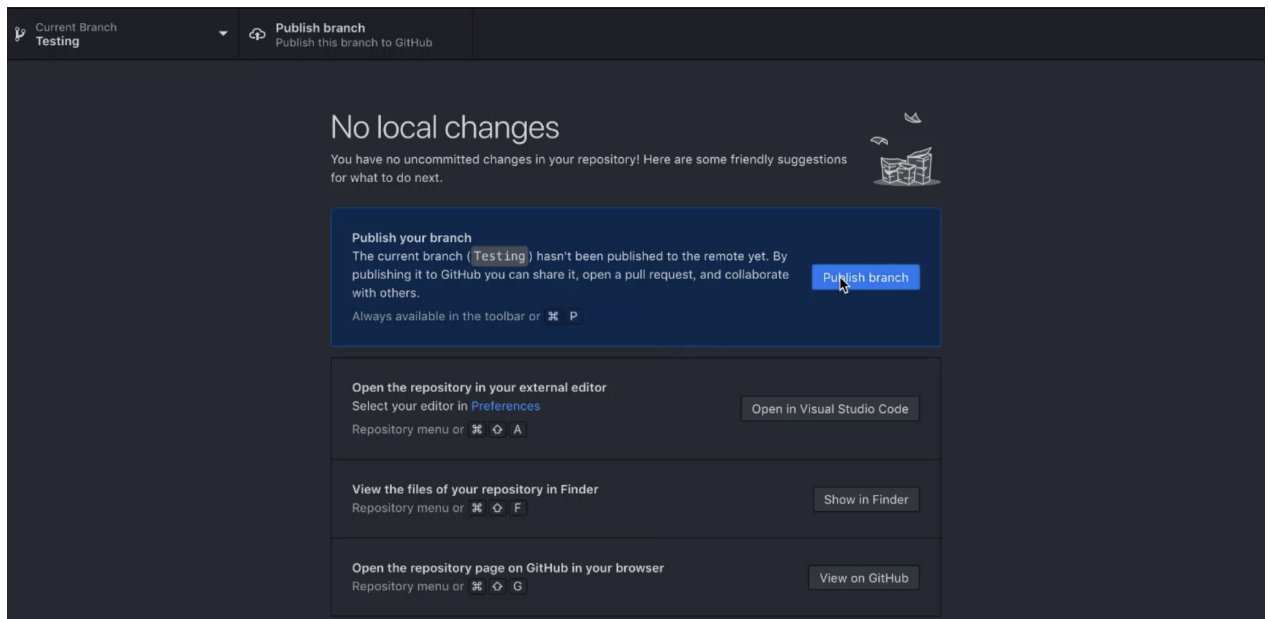 Current Branch
Testing
Publish branch
Publish this branch to GitHub
No local changes
You have no uncommitted changes in your repository! Here are some friendly suggestions
for what to do next.
Publish your branch
The current branch ( Testing ) hasn't been published to the remote yet. By
publishing it to GitHub you can share it, open a pull request, and collaborate
with others.
Always available in the toolbar or ⌘ P
Publish branch
Open the repository in your external editor
Select your editor in Preferences
Repository menu or ⌘ ⇧ A
Open in Visual Studio Code
View the files of your repository in Finder
Repository menu or ⌘ ⇧ F
Show in Finder
Open the repository page on GitHub in your browser
Repository menu or ⌘ ⇧ G
View on GitHub